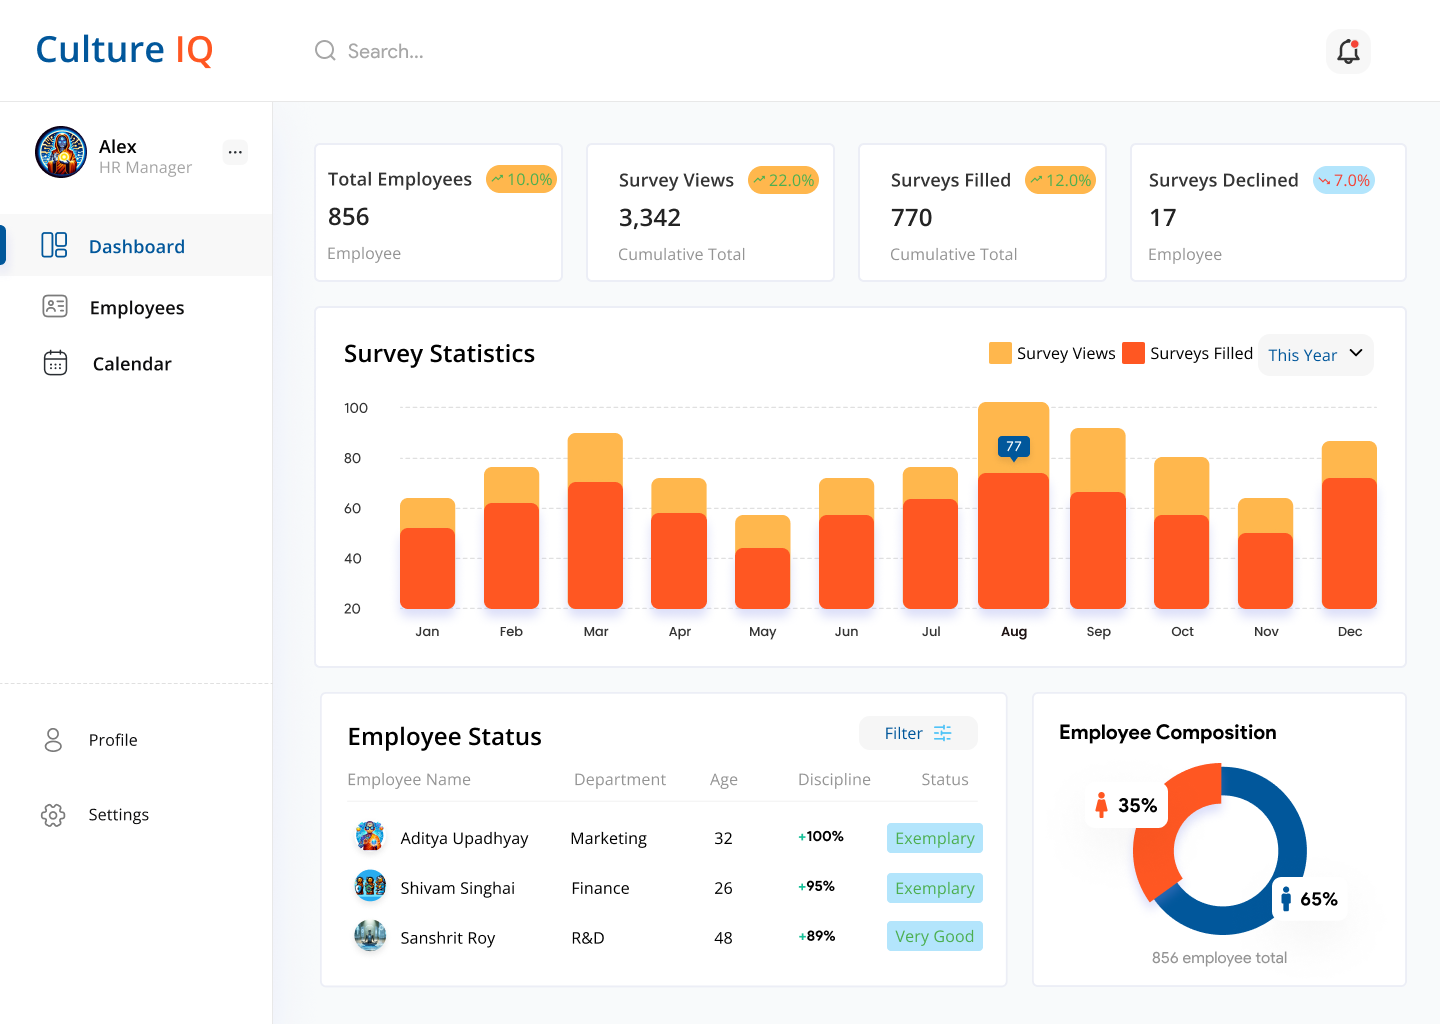 Culture IQ
Search...
Alex
HR Manager
...
Dashboard
Employees
Calendar
Profile
Settings
Total Employees 10.0%
856
Employee
Survey Views 22.0%
3,342
Cumulative Total
Surveys Filled 12.0%
770
Cumulative Total
Surveys Declined 7.0%
17
Employee
Survey Statistics
Survey Views Surveys Filled This Year
100
80
60
40
20
77
Jan Feb Mar Apr May Jun Jul Aug Sep Oct Nov Dec
Employee Status
Filter
Employee Name Department Age Discipline Status
Aditya Upadhyay Marketing 32 +100% Exemplary
Shivam Singhai Finance 26 +95% Exemplary
Sanshrit Roy R&D 48 +89% Very Good
Employee Composition
35%
65%
856 employee total